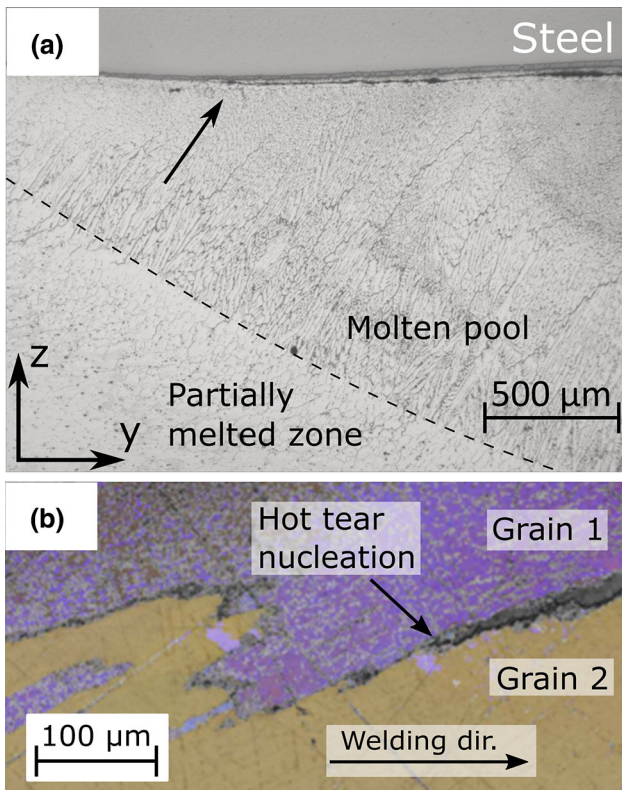 (a)
Steel
Molten pool
z
Partially
melted zone
y
500 µm
(b)
Hot tear
nucleation
Grain 1
Grain 2
100 µm
Welding dir.